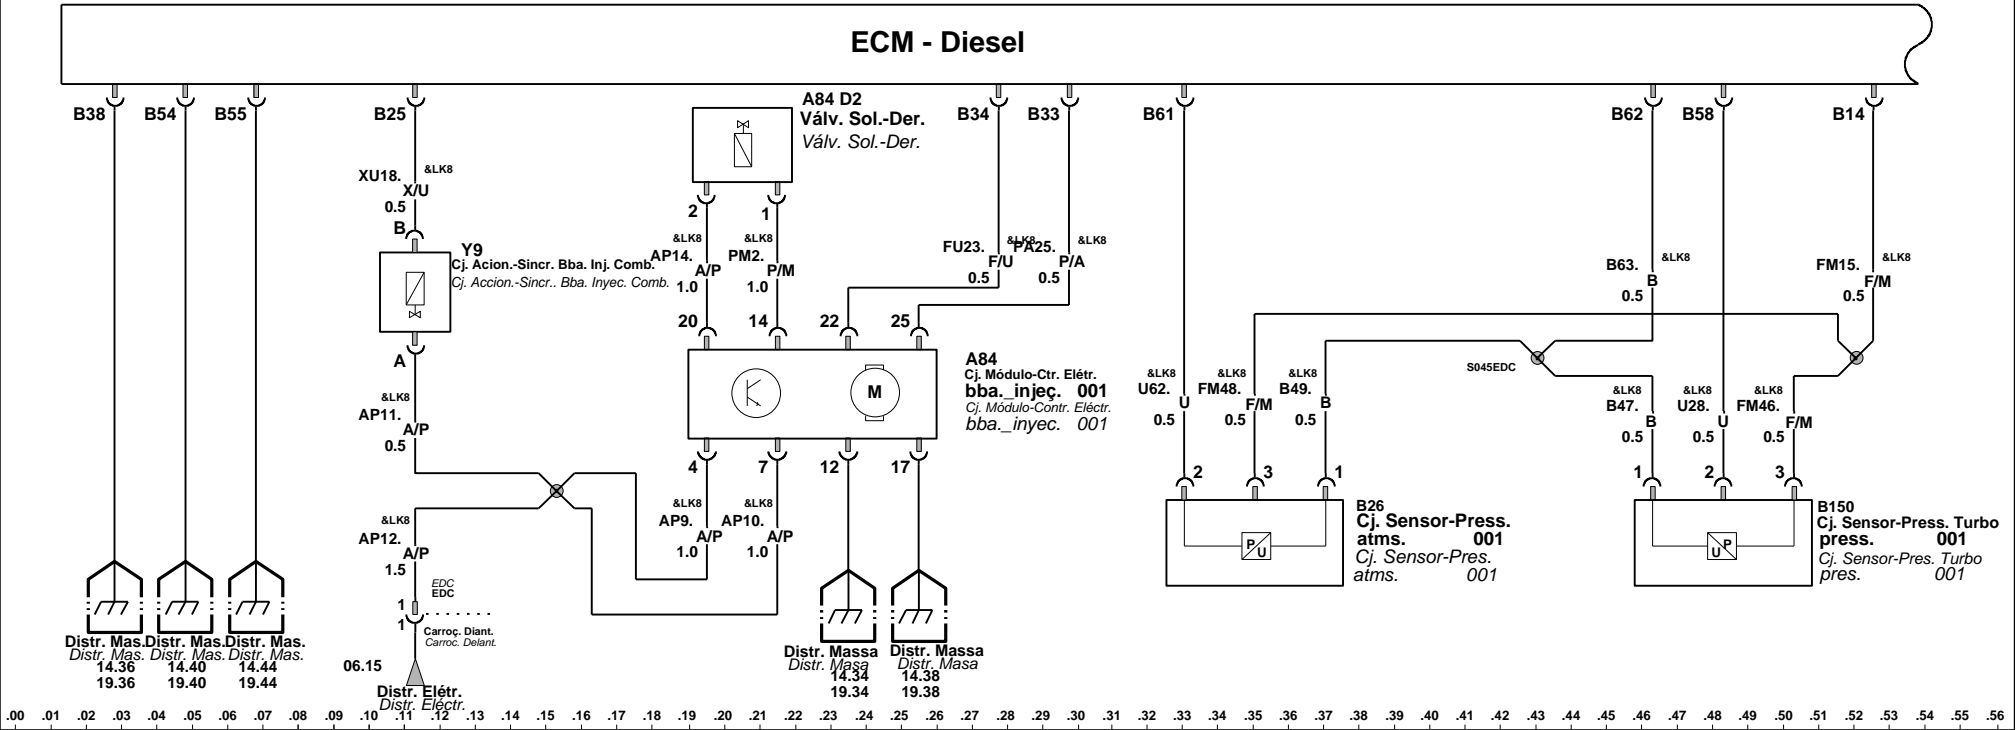 ECM - Diesel
B38
B54
B55
B25
B34
B33
B61
B62
B58
B14
A84 D2
Válv. Sol.-Der.
Válv. Sol.-Der.
XU18.
&LK8
X/U
0.5
B
Y9
Cj. Acion.-Sincr. Bba. Inj. Comb.
Cj. Accion.-Sincr.. Bba. Inyec. Comb.
A
2
1
&LK8
AP14.
A/P
1.0
&LK8
PM2.
P/M
1.0
FU23.
&LK8
F/U
0.5
PA25.
&LK8
P/A
0.5
B63.
&LK8
B
0.5
FM15.
&LK8
F/M
0.5
20
14
22
25
M
A84
Cj. Módulo-Ctr. Elétr.
bba._injeç. 001
Cj. Módulo-Contr. Eléctr.
bba._inyec. 001
&LK8
AP11.
A/P
0.5
4
7
12
17
&LK8
U62.
U
0.5
&LK8
FM48.
F/M
0.5
&LK8
B49.
B
0.5
S045EDC
&LK8
B47.
B
0.5
&LK8
U28.
U
0.5
&LK8
FM46.
F/M
0.5
2
3
1
1
2
3
&LK8
AP12.
A/P
1.5
&LK8
AP9.
A/P
1.0
&LK8
AP10.
A/P
1.0
P
U
B26
Cj. Sensor-Press.
atms. 001
Cj. Sensor-Pres.
atms. 001
U
P
B150
Cj. Sensor-Press. Turbo
press. 001
Cj. Sensor-Pres. Turbo
pres. 001
EDC
EDC
1
1
Carroç. Diant.
Carroc. Delant.
Distr. Mas.
Distr. Mas.
14.36
19.36
Distr. Mas.
Distr. Mas.
14.40
19.40
Distr. Mas.
Distr. Mas.
14.44
19.44
06.15
Distr. Elétr.
Distr. Eléctr.
Distr. Massa
Distr. Masa
14.34
19.34
Distr. Massa
Distr. Masa
14.38
19.38
.00 .01 .02 .03 .04 .05 .06 .07 .08 .09 .10 .11 .12 .13 .14 .15 .16 .17 .18 .19 .20 .21 .22 .23 .24 .25 .26 .27 .28 .29 .30 .31 .32 .33 .34 .35 .36 .37 .38 .39 .40 .41 .42 .43 .44 .45 .46 .47 .48 .49 .50 .51 .52 .53 .54 .55 .56